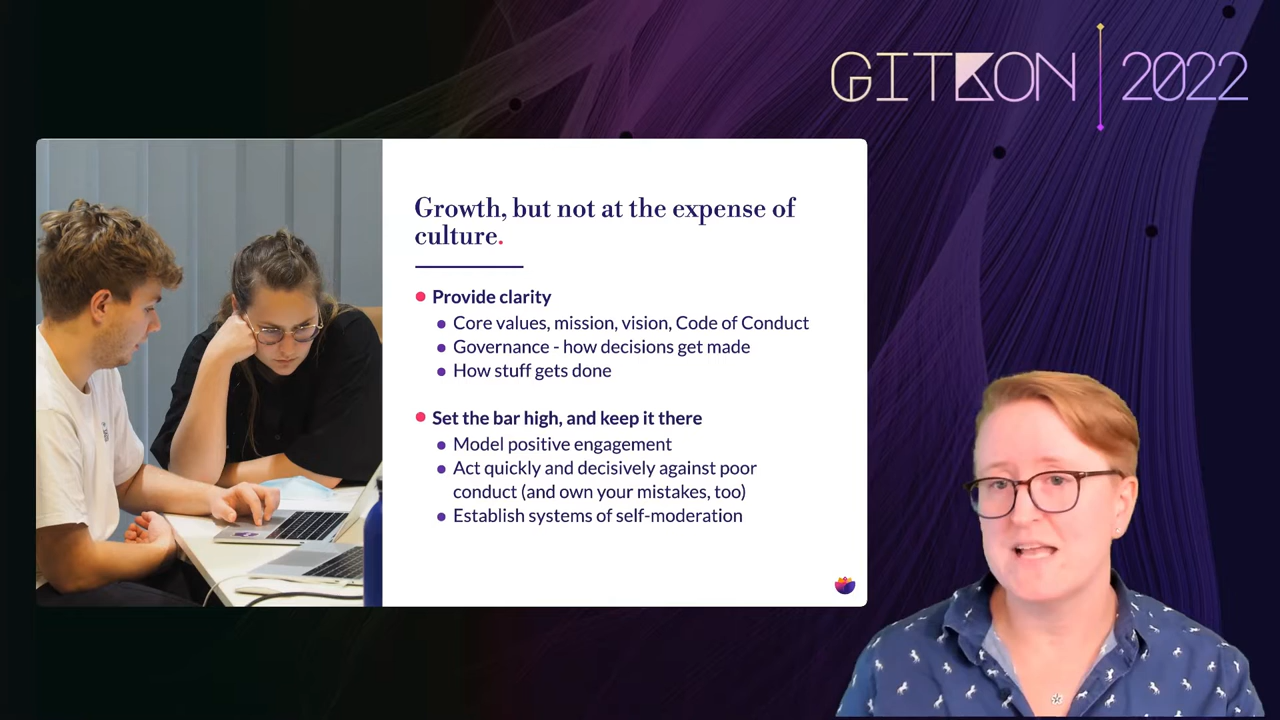 GITKON | 2022
Growth, but not at the expense of
culture.
Provide clarity
Core values, mission, vision, Code of Conduct
Governance - how decisions get made
How stuff gets done
Set the bar high, and keep it there
Model positive engagement
Act quickly and decisively against poor
conduct (and own your mistakes, too)
Establish systems of self-moderation